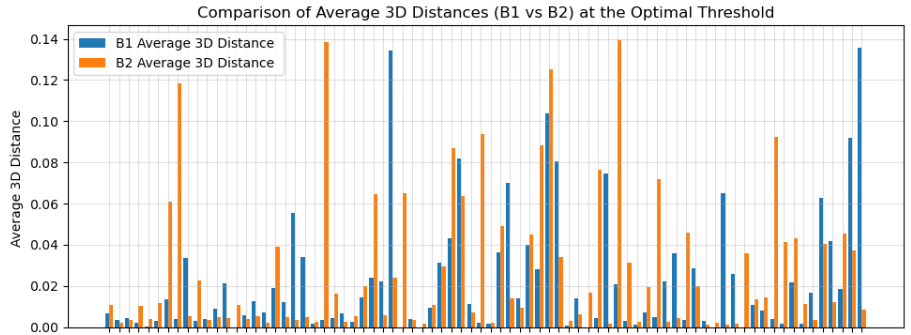 Comparison of Average 3D Distances (B1 vs B2) at the Optimal Threshold
B1 Average 3D Distance
B2 Average 3D Distance
Average 3D Distance
0.14
0.12
0.10
0.08
0.06
0.04
0.02
0.00